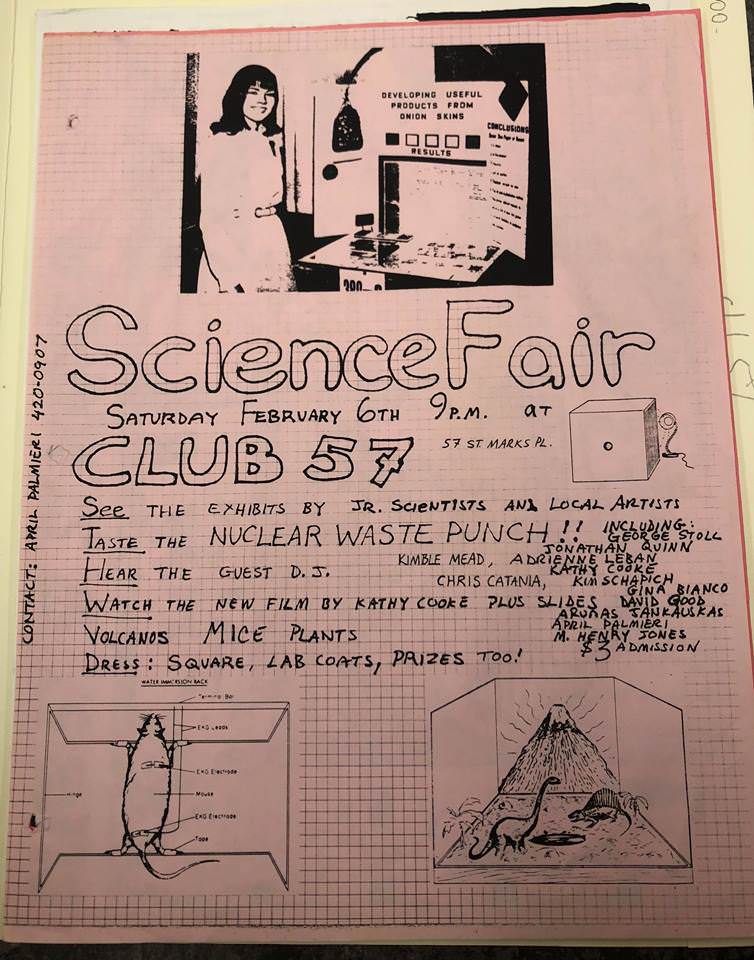 DEVELOPING USEFUL
PRODUCTS FROM
ONION SKINS
CONCLUSIONS
RESULTS
Science Fair
SATURDAY FEBRUARY 6TH 9P.M. at
CLUB 57
57 ST. MARKS PL.
SEE THE EXHIBITS BY JR. SCIENTISTS AND LOCAL ARTISTS
TASTE THE NUCLEAR WASTE PUNCH!!
HEAR THE GUEST D.J.
WATCH THE NEW FILM BY KATHY COOKE PLUS SLIDES
VOLCANOS MICE PLANTS
DRESS: SQUARE, LAB COATS, PRIZES TOO!
INCLUDING:
GEORGE STOLL
JONATHAN QUINN
KIMBLE MEAD, ADRIENNE LEBAN
KATHY COOKE
CHRIS CATANIA, KIM SCHAPICH
GINA BIANCO
DAVID GOOD
ARUNAS JANKAUSKAS
APRIL PALMIERI
M. HENRY JONES
$3 ADMISSION
CONTACT: APRIL PALMIERI 420-0907
WATER IMMERSION RACK
EKG Leads
EKG Electrode
Hinge
Mouse
EKG Electrode
Tape